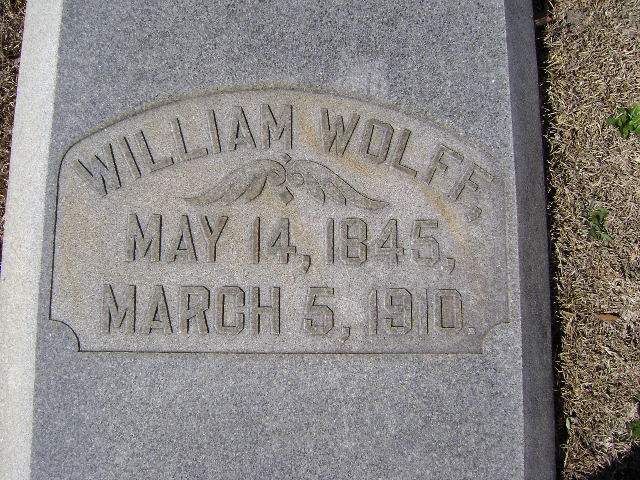 WILLIAM WOLFF,
MAY 14, 1845,
MARCH 5, 1910.